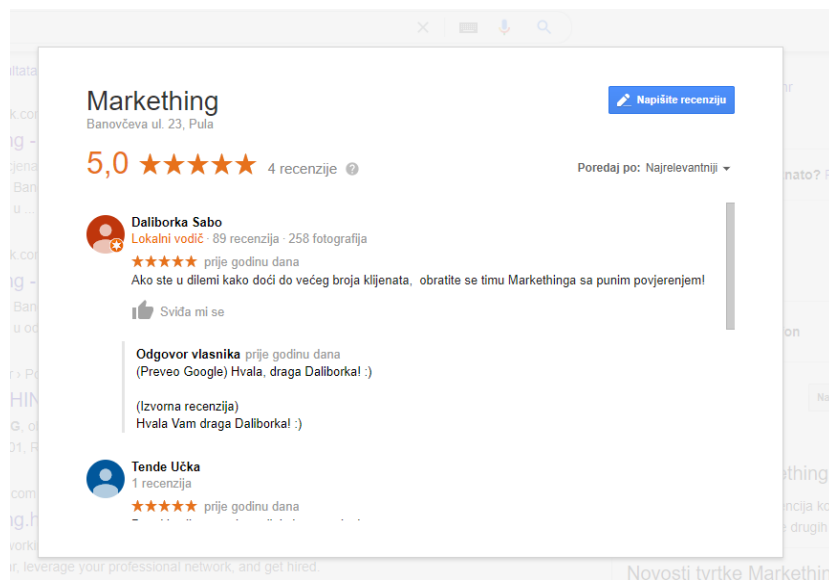 Markething
Napišite recenziju
Banovčeva ul. 23, Pula
5,0
4 recenzije
Poredaj po: Najrelevantniji
Daliborka Sabo
Lokalni vodič · 89 recenzija · 258 fotografija
prije godinu dana
Ako ste u dilemi kako doći do većeg broja klijenata, obratite se timu Markethinga sa punim povjerenjem!
Sviđa mi se
Odgovor vlasnika prije godinu dana
(Preveo Google) Hvala, draga Daliborka! :)
(Izvorna recenzija)
Hvala Vam draga Daliborka! :)
Tende Učka
1 recenzija
prije godinu dana
leverage your professional network, and get hired.
Novosti tvrtke